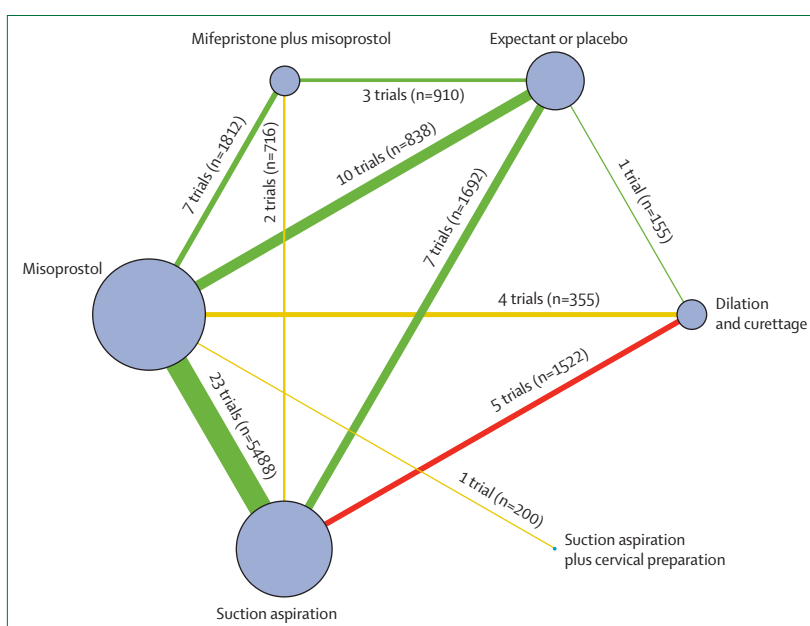 Mifepristone plus misoprostol
Expectant or placebo
3 trials (n=910)
7 trials (n=1812)
2 trials (n=716)
10 trials (n=838)
7 trials (n=1692)
1 trial (n=155)
Misoprostol
4 trials (n=355)
Dilation
and curettage
23 trials (n=5488)
5 trials (n=1522)
1 trial (n=200)
Suction aspiration
plus cervical preparation
Suction aspiration